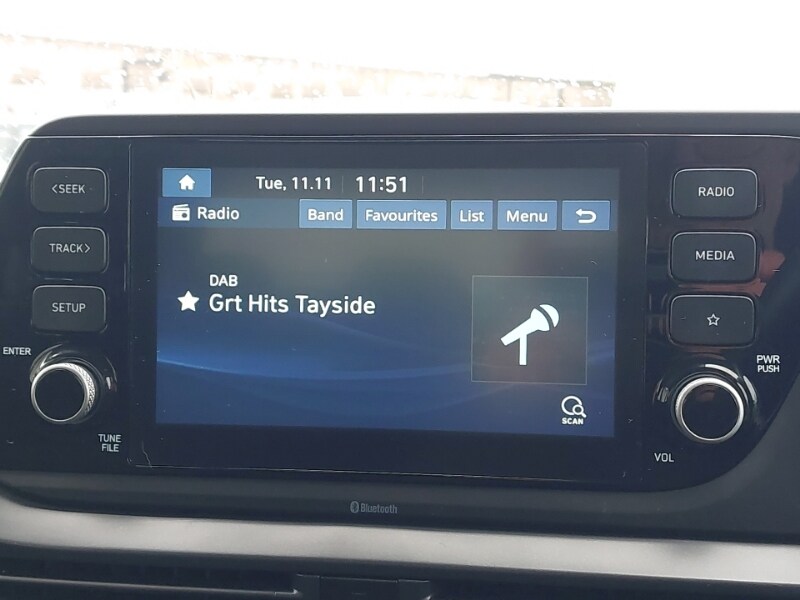 <SEEK
TRACK>
SETUP
ENTER
TUNE
FILE
Tue, 11.11 11:51
Radio Band Favourites List Menu
DAB
Grt Hits Tayside
SCAN
RADIO
MEDIA
PWR
PUSH
VOL
Bluetooth